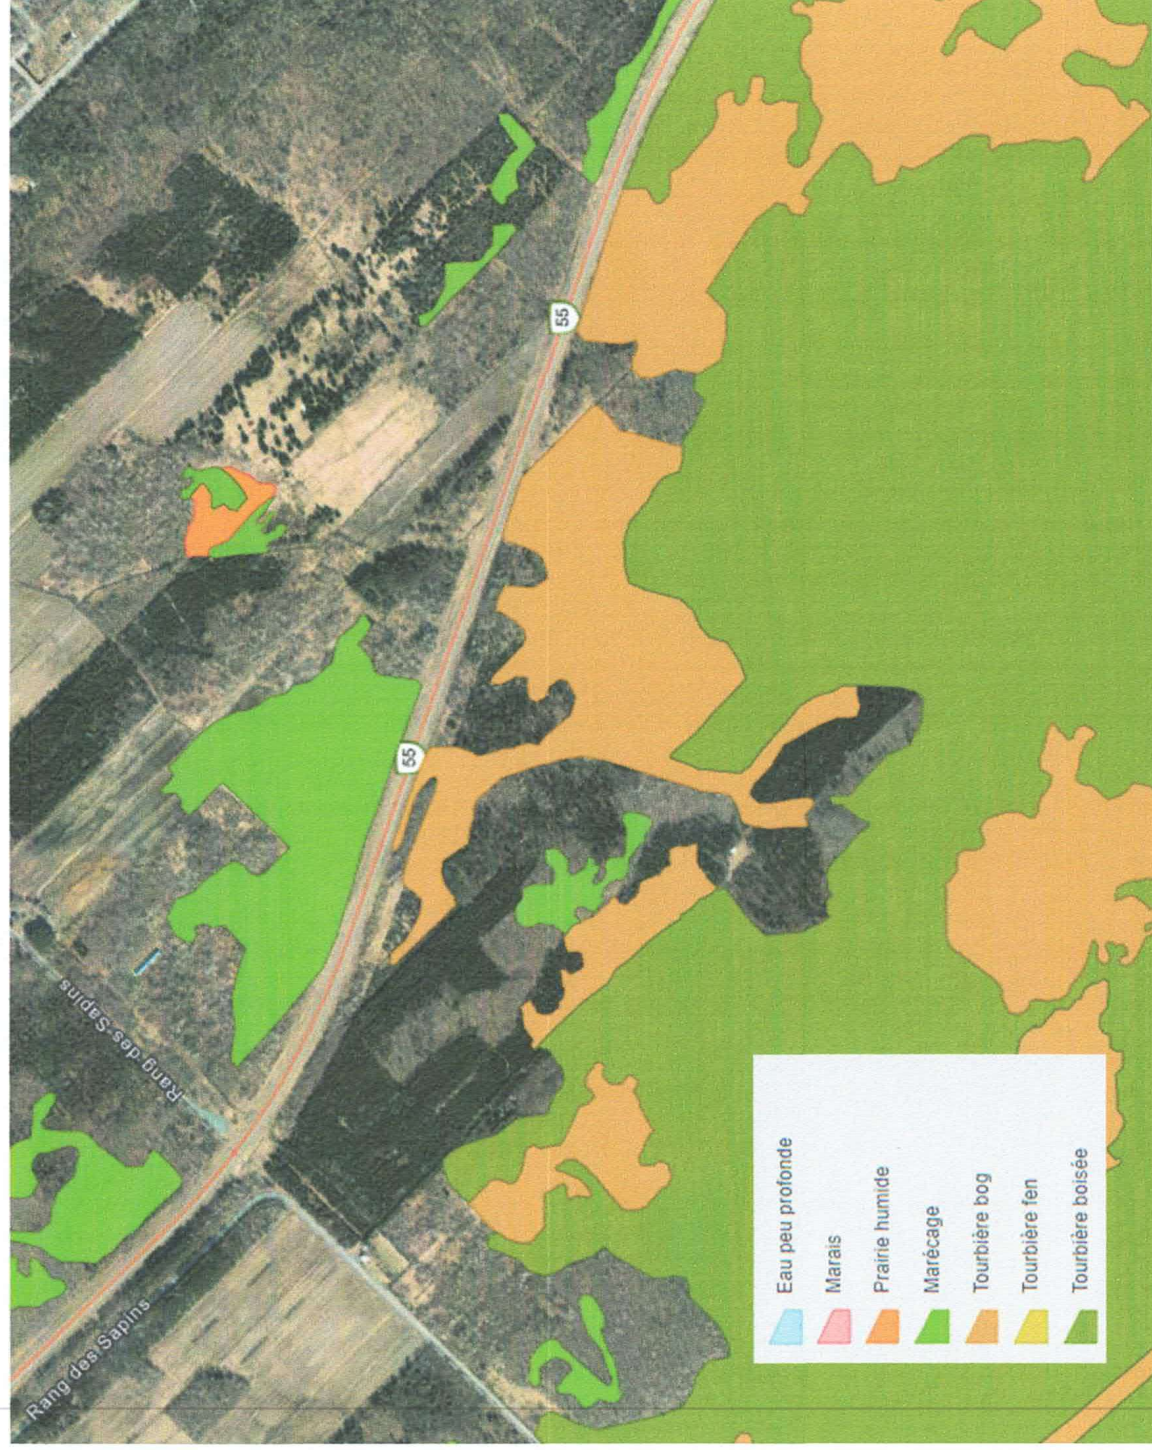 Rang des Sapins
Rang-des-Sapins
55
55
Eau peu profonde
Marais
Prairie humide
Marécage
Tourbière bog
Tourbière fen
Tourbière boisée